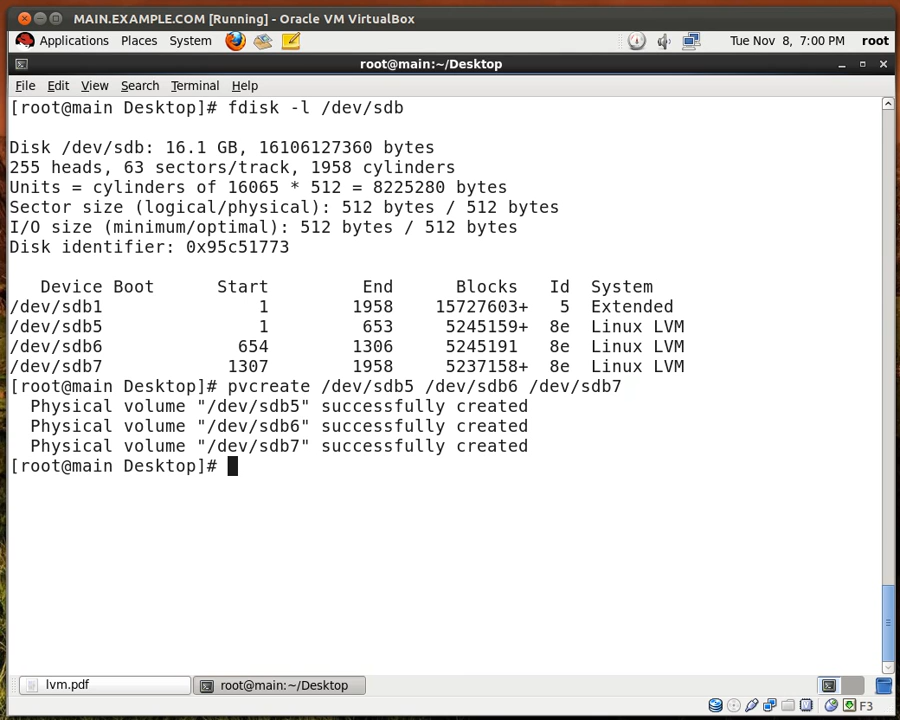 MAIN.EXAMPLE.COM [Running] - Oracle VM VirtualBox
Applications Places System Tue Nov 8, 7:00 PM root
root@main:~/Desktop
File Edit View Search Terminal Help
[root@main Desktop]# fdisk -l /dev/sdb
Disk /dev/sdb: 16.1 GB, 16106127360 bytes
255 heads, 63 sectors/track, 1958 cylinders
Units = cylinders of 16065 * 512 = 8225280 bytes
Sector size (logical/physical): 512 bytes / 512 bytes
I/O size (minimum/optimal): 512 bytes / 512 bytes
Disk identifier: 0x95c51773
Device Boot Start End Blocks Id System
/dev/sdb1 1 1958 15727603+ 5 Extended
/dev/sdb5 1 653 5245159+ 8e Linux LVM
/dev/sdb6 654 1306 5245191 8e Linux LVM
/dev/sdb7 1307 1958 5237158+ 8e Linux LVM
[root@main Desktop]# pvcreate /dev/sdb5 /dev/sdb6 /dev/sdb7
Physical volume "/dev/sdb5" successfully created
Physical volume "/dev/sdb6" successfully created
Physical volume "/dev/sdb7" successfully created
[root@main Desktop]#
lvm.pdf root@main:~/Desktop
F3